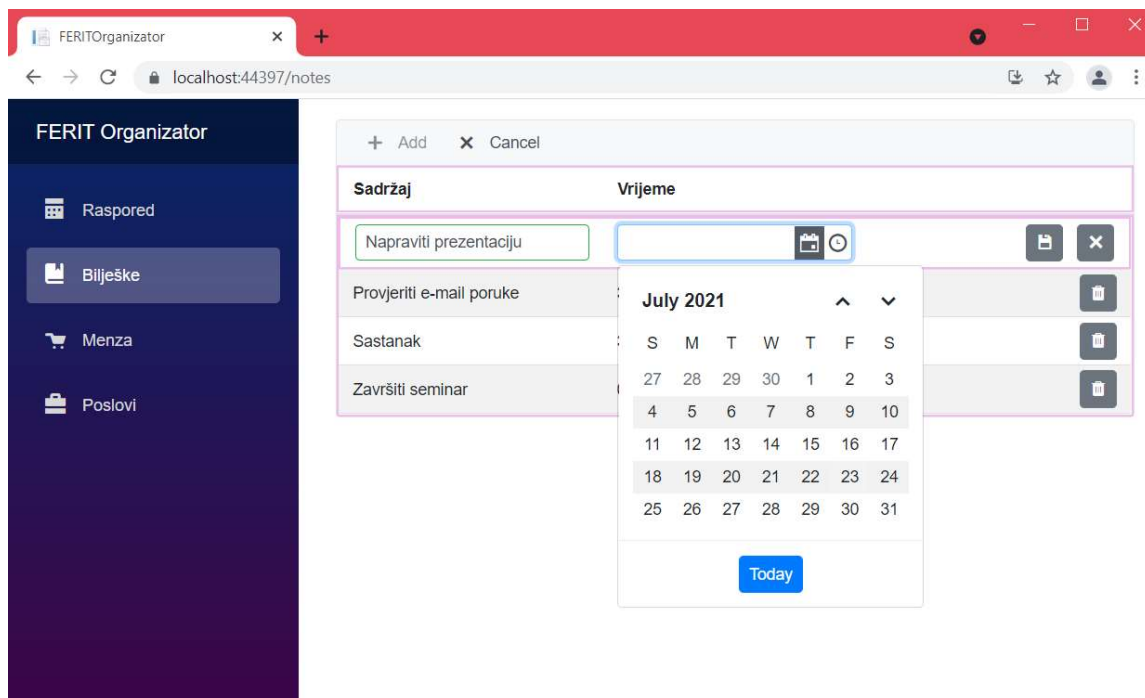 FERITOrganizator
localhost:44397/notes
FERIT Organizator
Raspored
Bilješke
Menza
Poslovi
Add Cancel
Sadržaj Vrijeme
Napraviti prezentaciju
Provjeriti e-mail poruke
Sastanak
Završiti seminar
July 2021
S M T W T F S
27 28 29 30 1 2 3
4 5 6 7 8 9 10
11 12 13 14 15 16 17
18 19 20 21 22 23 24
25 26 27 28 29 30 31
Today